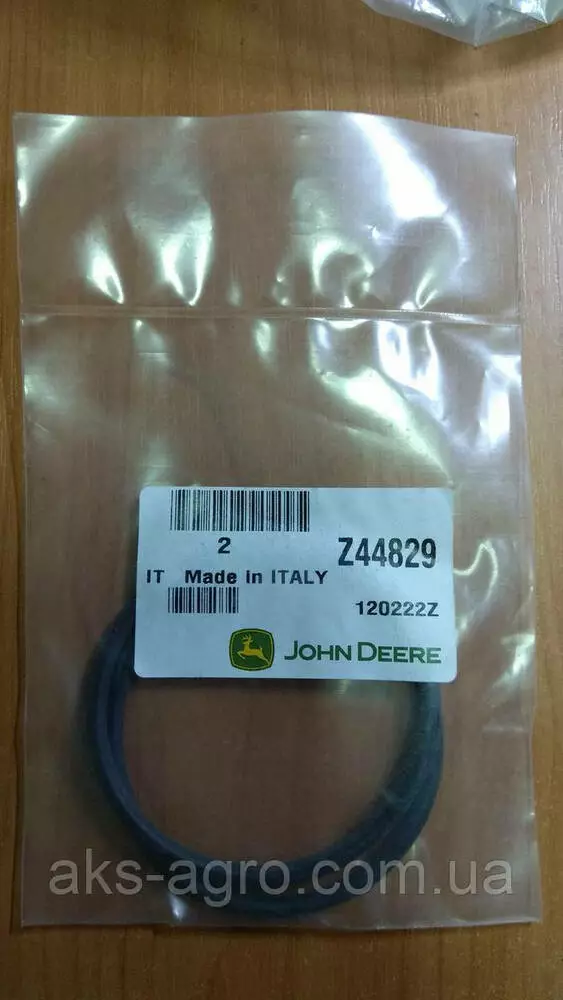 2
Z44829
IT Made in ITALY
120222Z
JOHN DEERE
aks-agro.com.ua